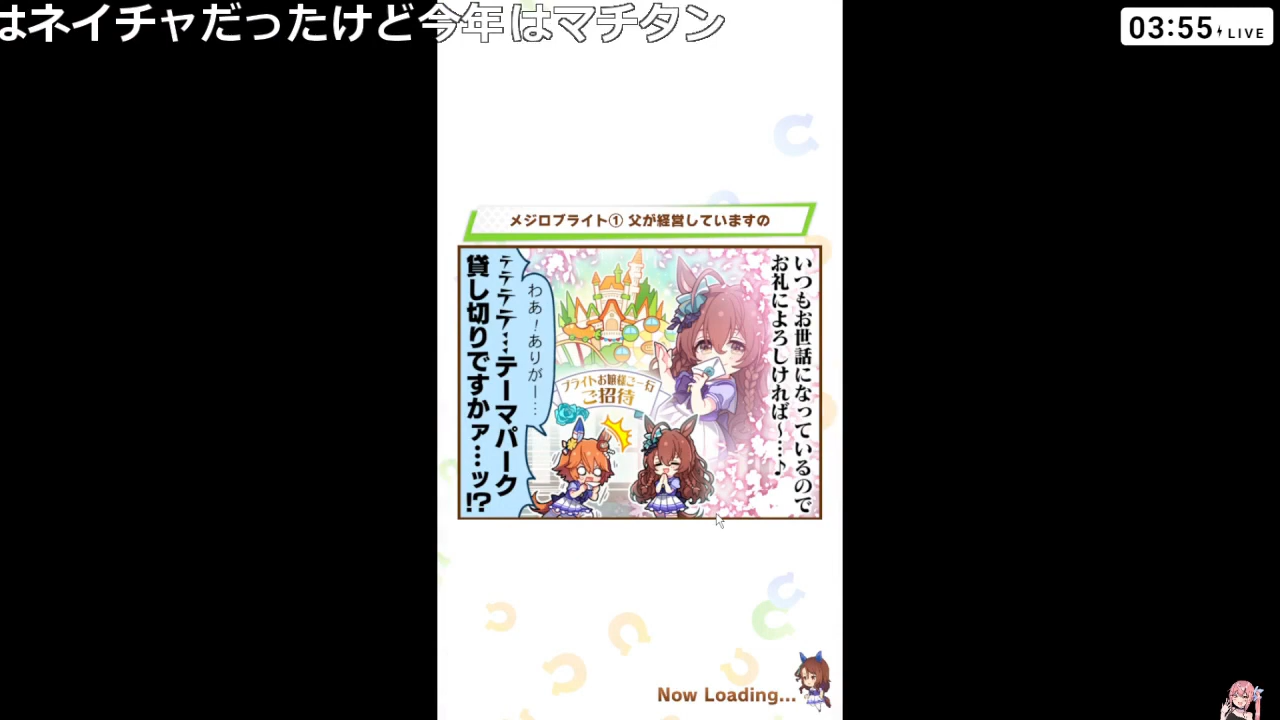 はネイチャだったけど今年はマチタン
03:55 LIVE
メジロブライト① 父が経営していますの
いつもお世話になっているので
お礼によろしければ～…♪
ブライトお嬢様ご一行
ご招待
わぁ！ありがー…
テテテテ…テーマパーク
貸し切りですかァ…ッ!?
Now Loading...